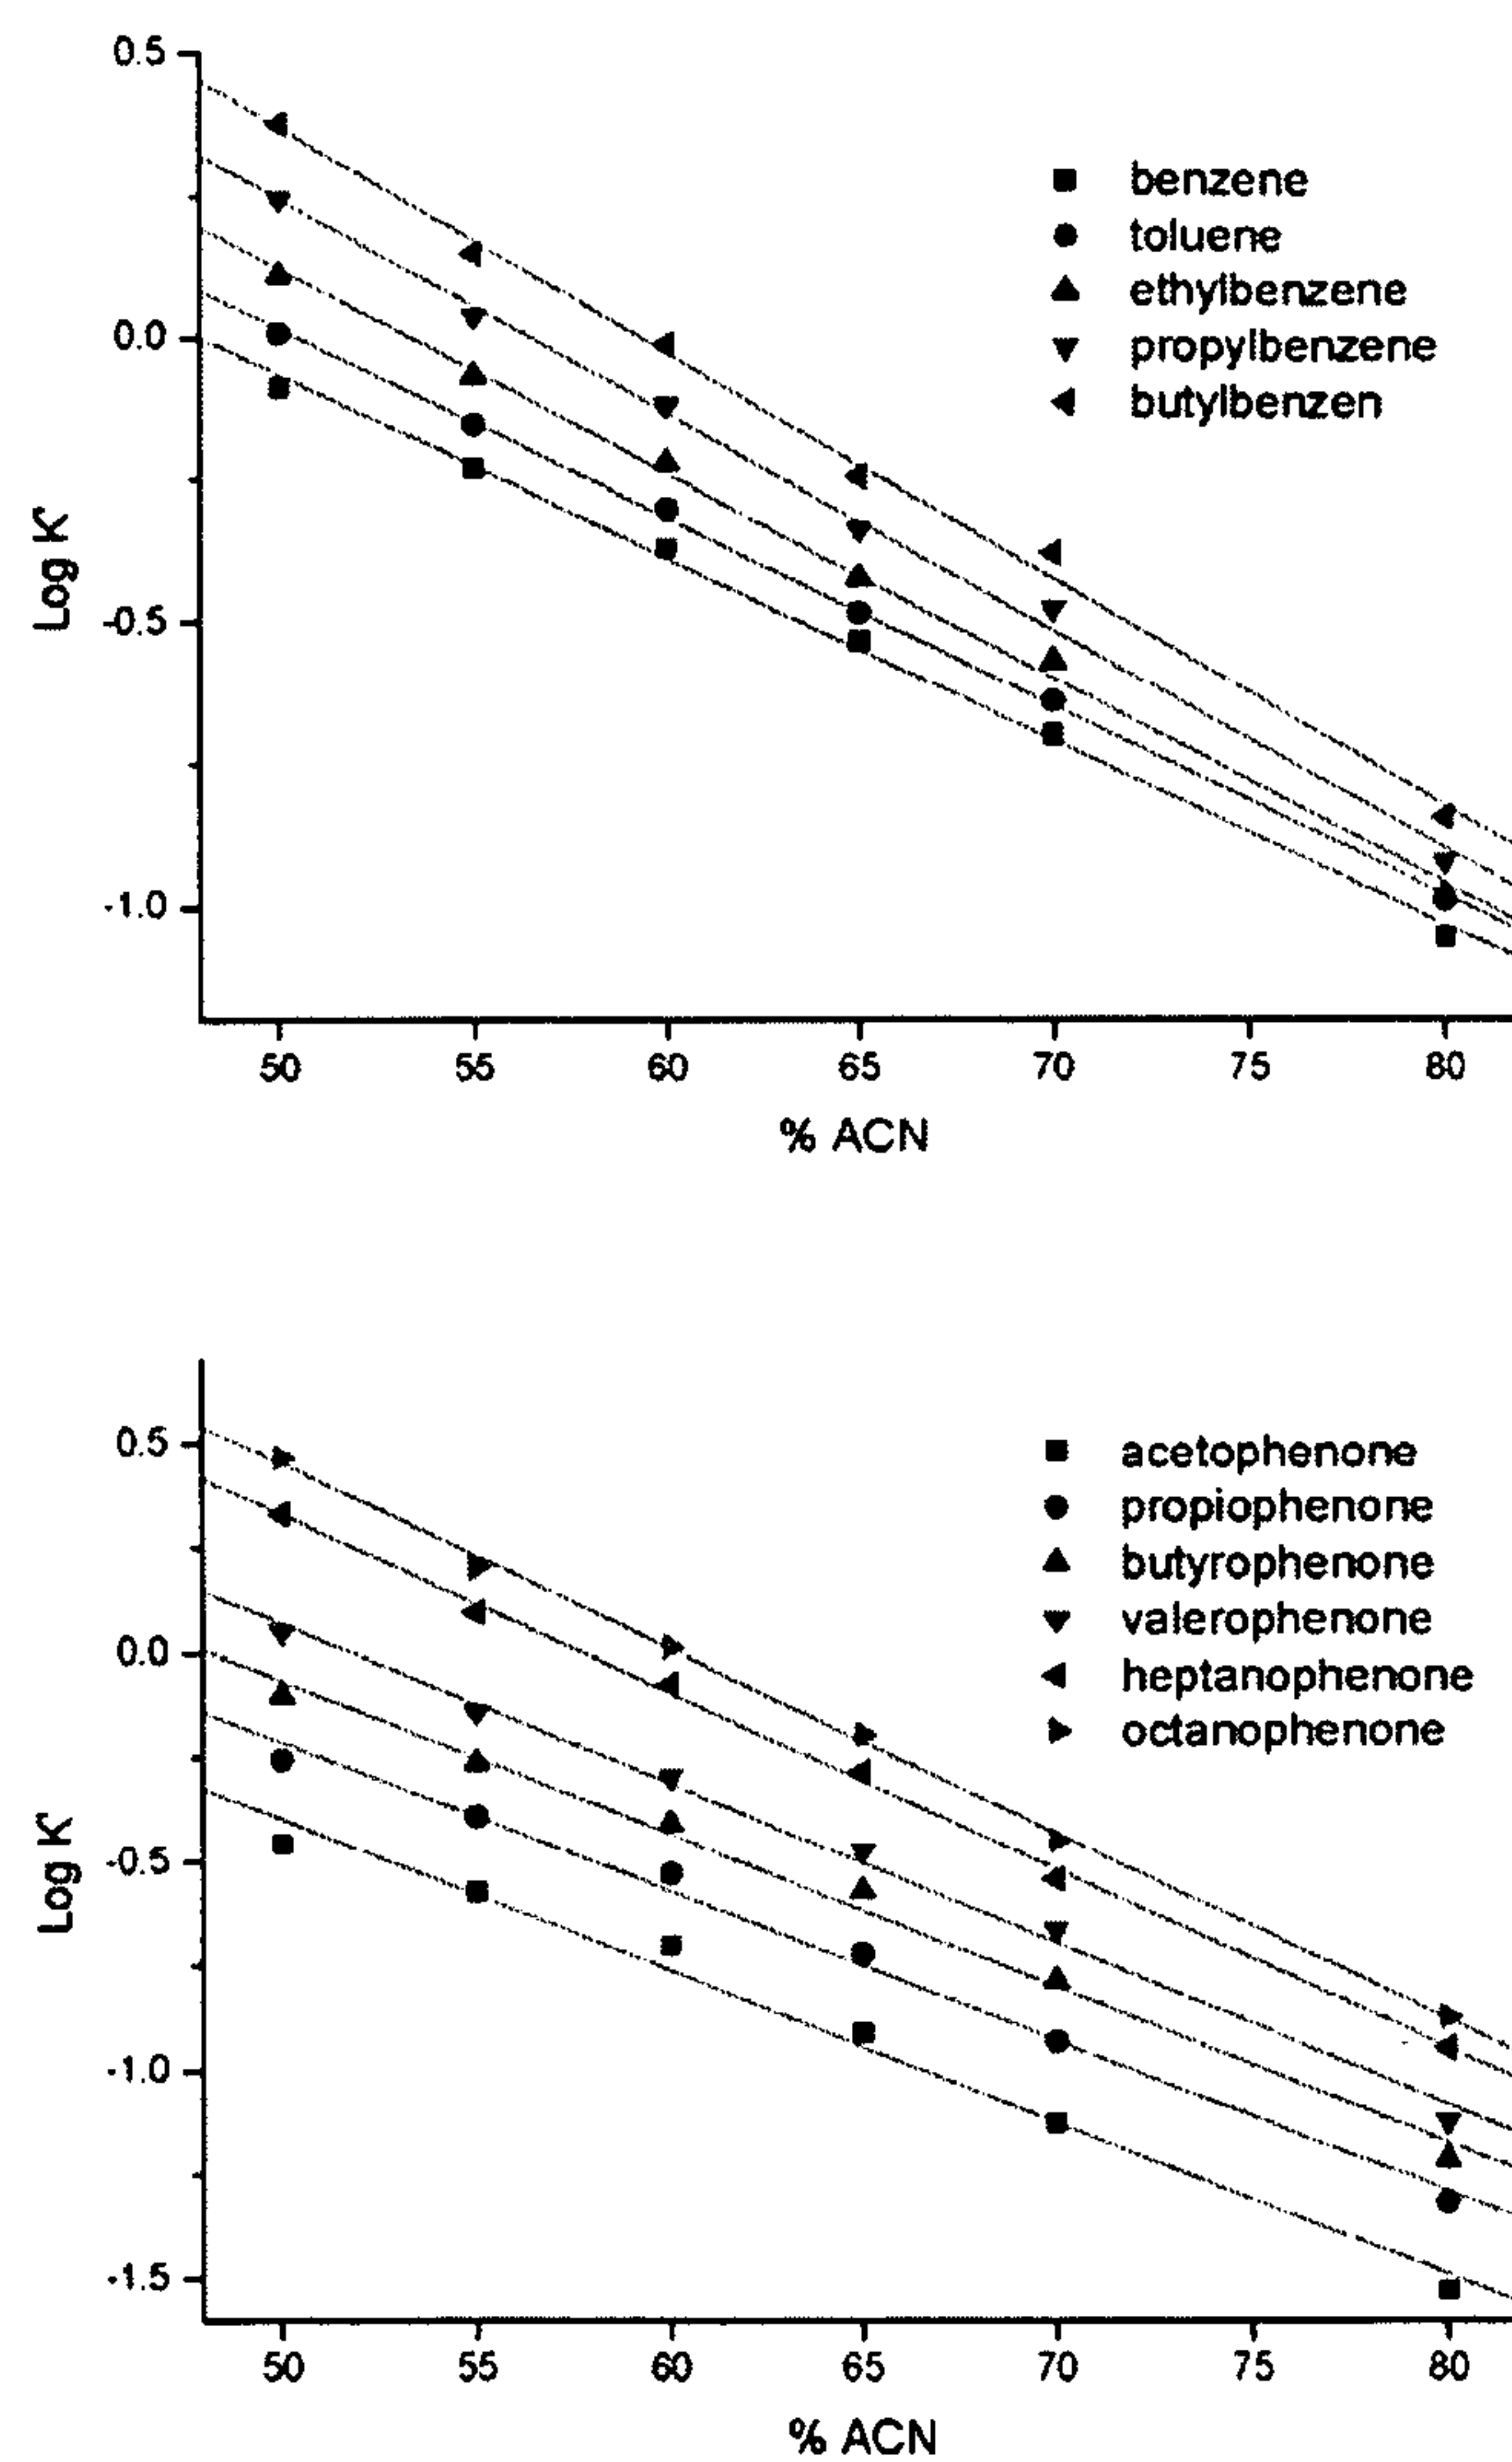 0.5
0.0
-0.5
-1.0
Log K'
benzene
toluene
ethylbenzene
propylbenzene
butylbenzen
50 55 60 65 70 75 80
% ACN
0.5
0.0
-0.5
-1.0
-1.5
Log K'
acetophenone
propiophenone
butyrophenone
valerophenone
heptanophenone
octanophenone
50 55 60 65 70 75 80
% ACN